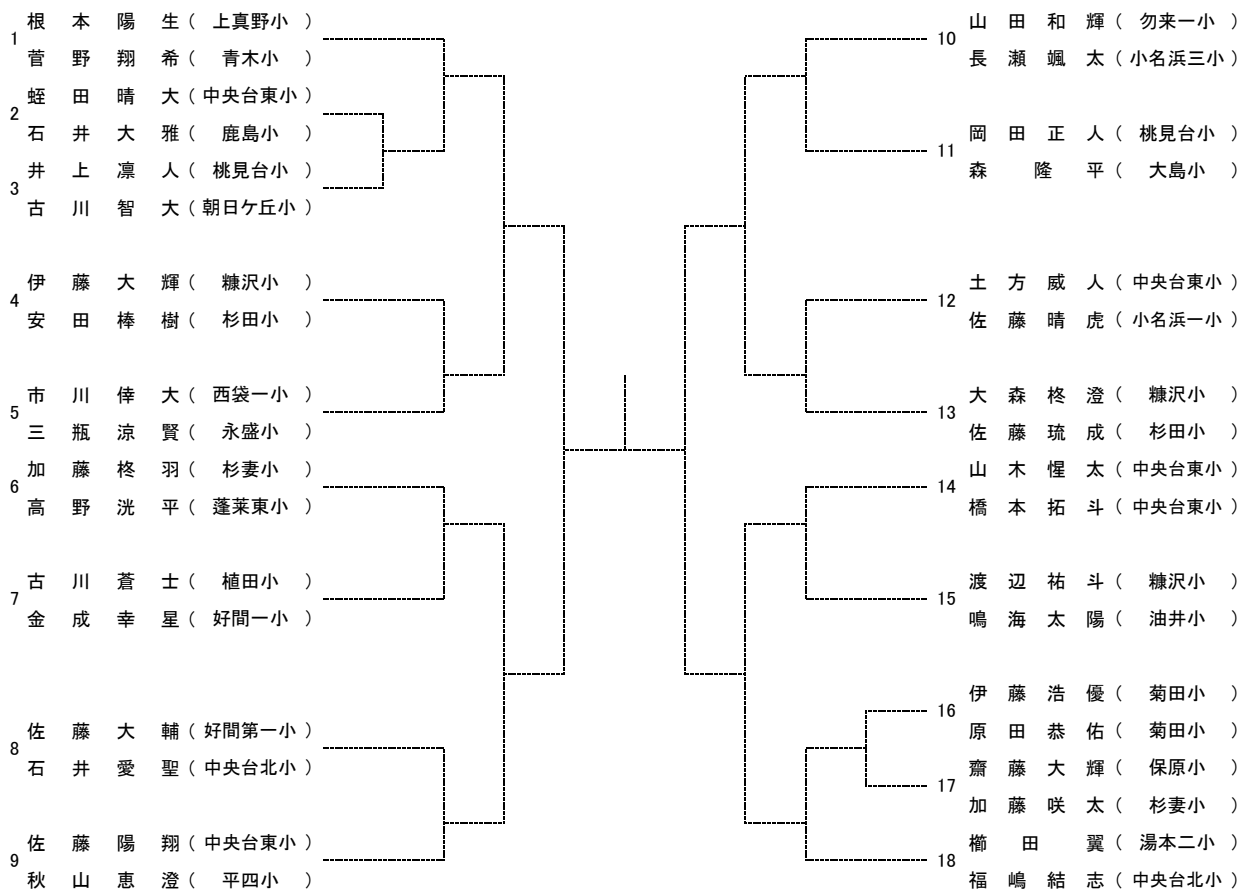 1
根本陽生（上真野小）
菅野翔希（青木小）
2
蛭田晴大（中央台東小）
石井大雅（鹿島小）
3
井上凛人（桃見台小）
古川智大（朝日ケ丘小）
4
伊藤大輝（糠沢小）
安田棒樹（杉田小）
5
市川倖大（西袋一小）
三瓶涼賢（永盛小）
6
加藤柊羽（杉妻小）
高野洸平（蓬莱東小）
7
古川蒼士（植田小）
金成幸星（好間一小）
8
佐藤大輔（好間第一小）
石井愛聖（中央台北小）
9
佐藤陽翔（中央台東小）
秋山恵澄（平四小）
10
山田和輝（勿来一小）
長瀬颯太（小名浜三小）
11
岡田正人（桃見台小）
森隆平（大島小）
12
土方威人（中央台東小）
佐藤晴虎（小名浜一小）
13
大森柊澄（糠沢小）
佐藤琉成（杉田小）
14
山木惺太（中央台東小）
橋本拓斗（中央台東小）
15
渡辺祐斗（糠沢小）
鳴海太陽（油井小）
16
伊藤浩優（菊田小）
原田恭佑（菊田小）
17
齋藤大輝（保原小）
加藤咲太（杉妻小）
18
櫛田翼（湯本二小）
福嶋結志（中央台北小）